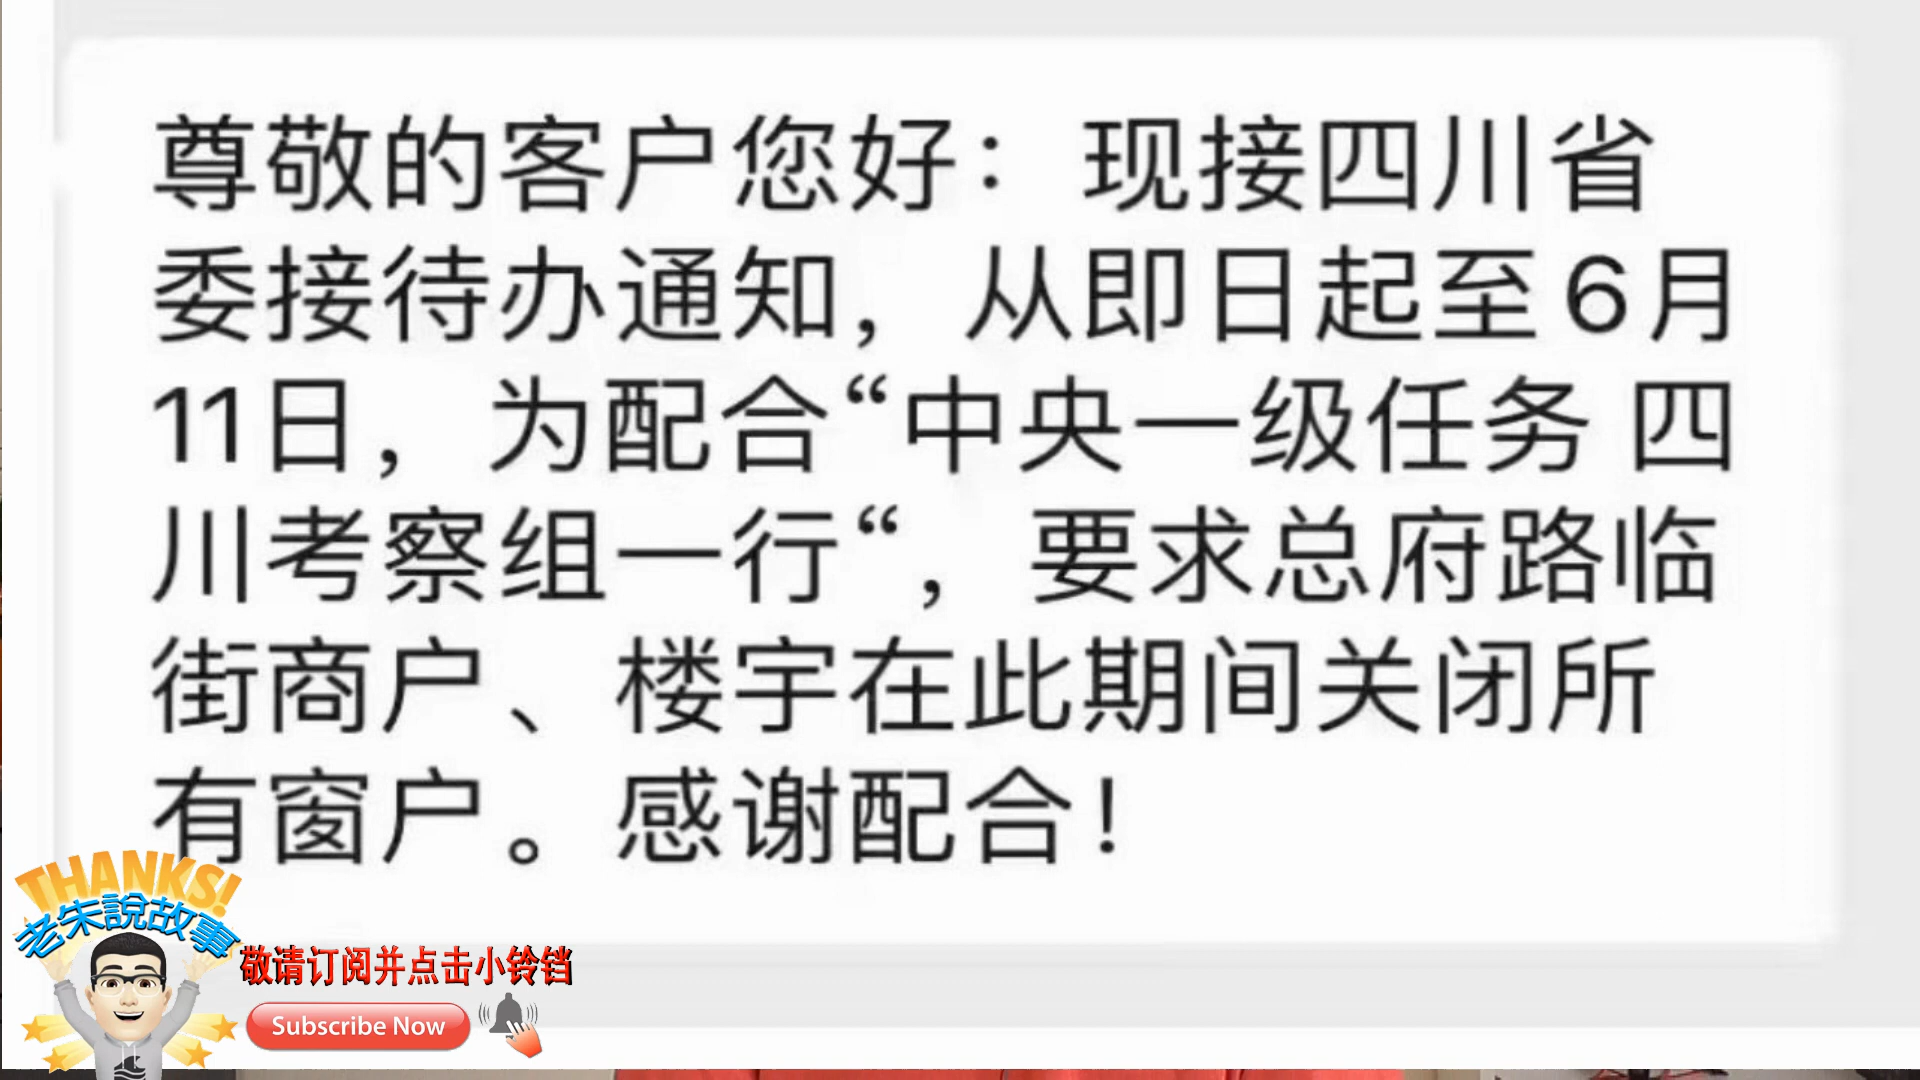 尊敬的客户您好：现接四川省
委接待办通知，从即日起至6月
11日，为配合“中央一级任务 四
川考察组一行“，要求总府路临
街商户、楼宇在此期间关闭所
有窗户。感谢配合！
THANKS!
老朱說故事
敬请订阅并点击小铃铛
Subscribe Now